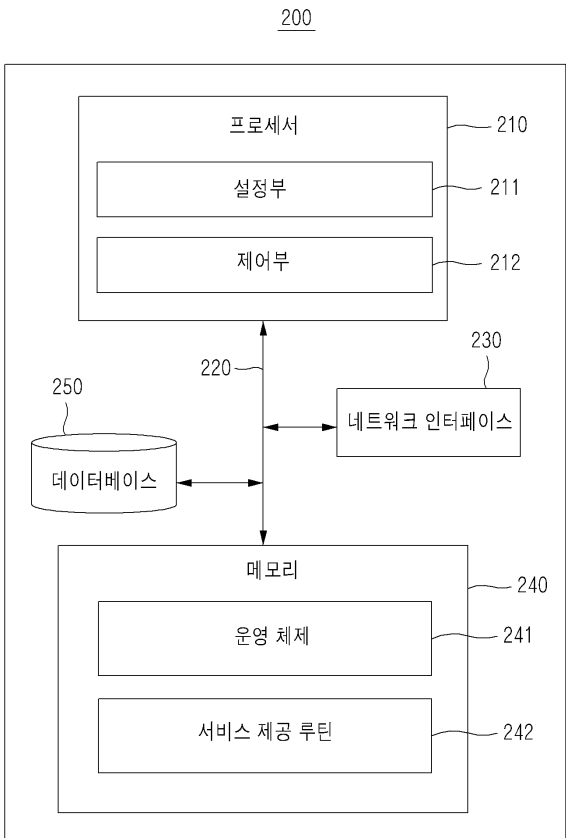 200
프로세서
210
설정부
211
제어부
212
220
230
250
네트워크 인터페이스
데이터베이스
메모리
240
운영 체제
241
서비스 제공 루틴
242